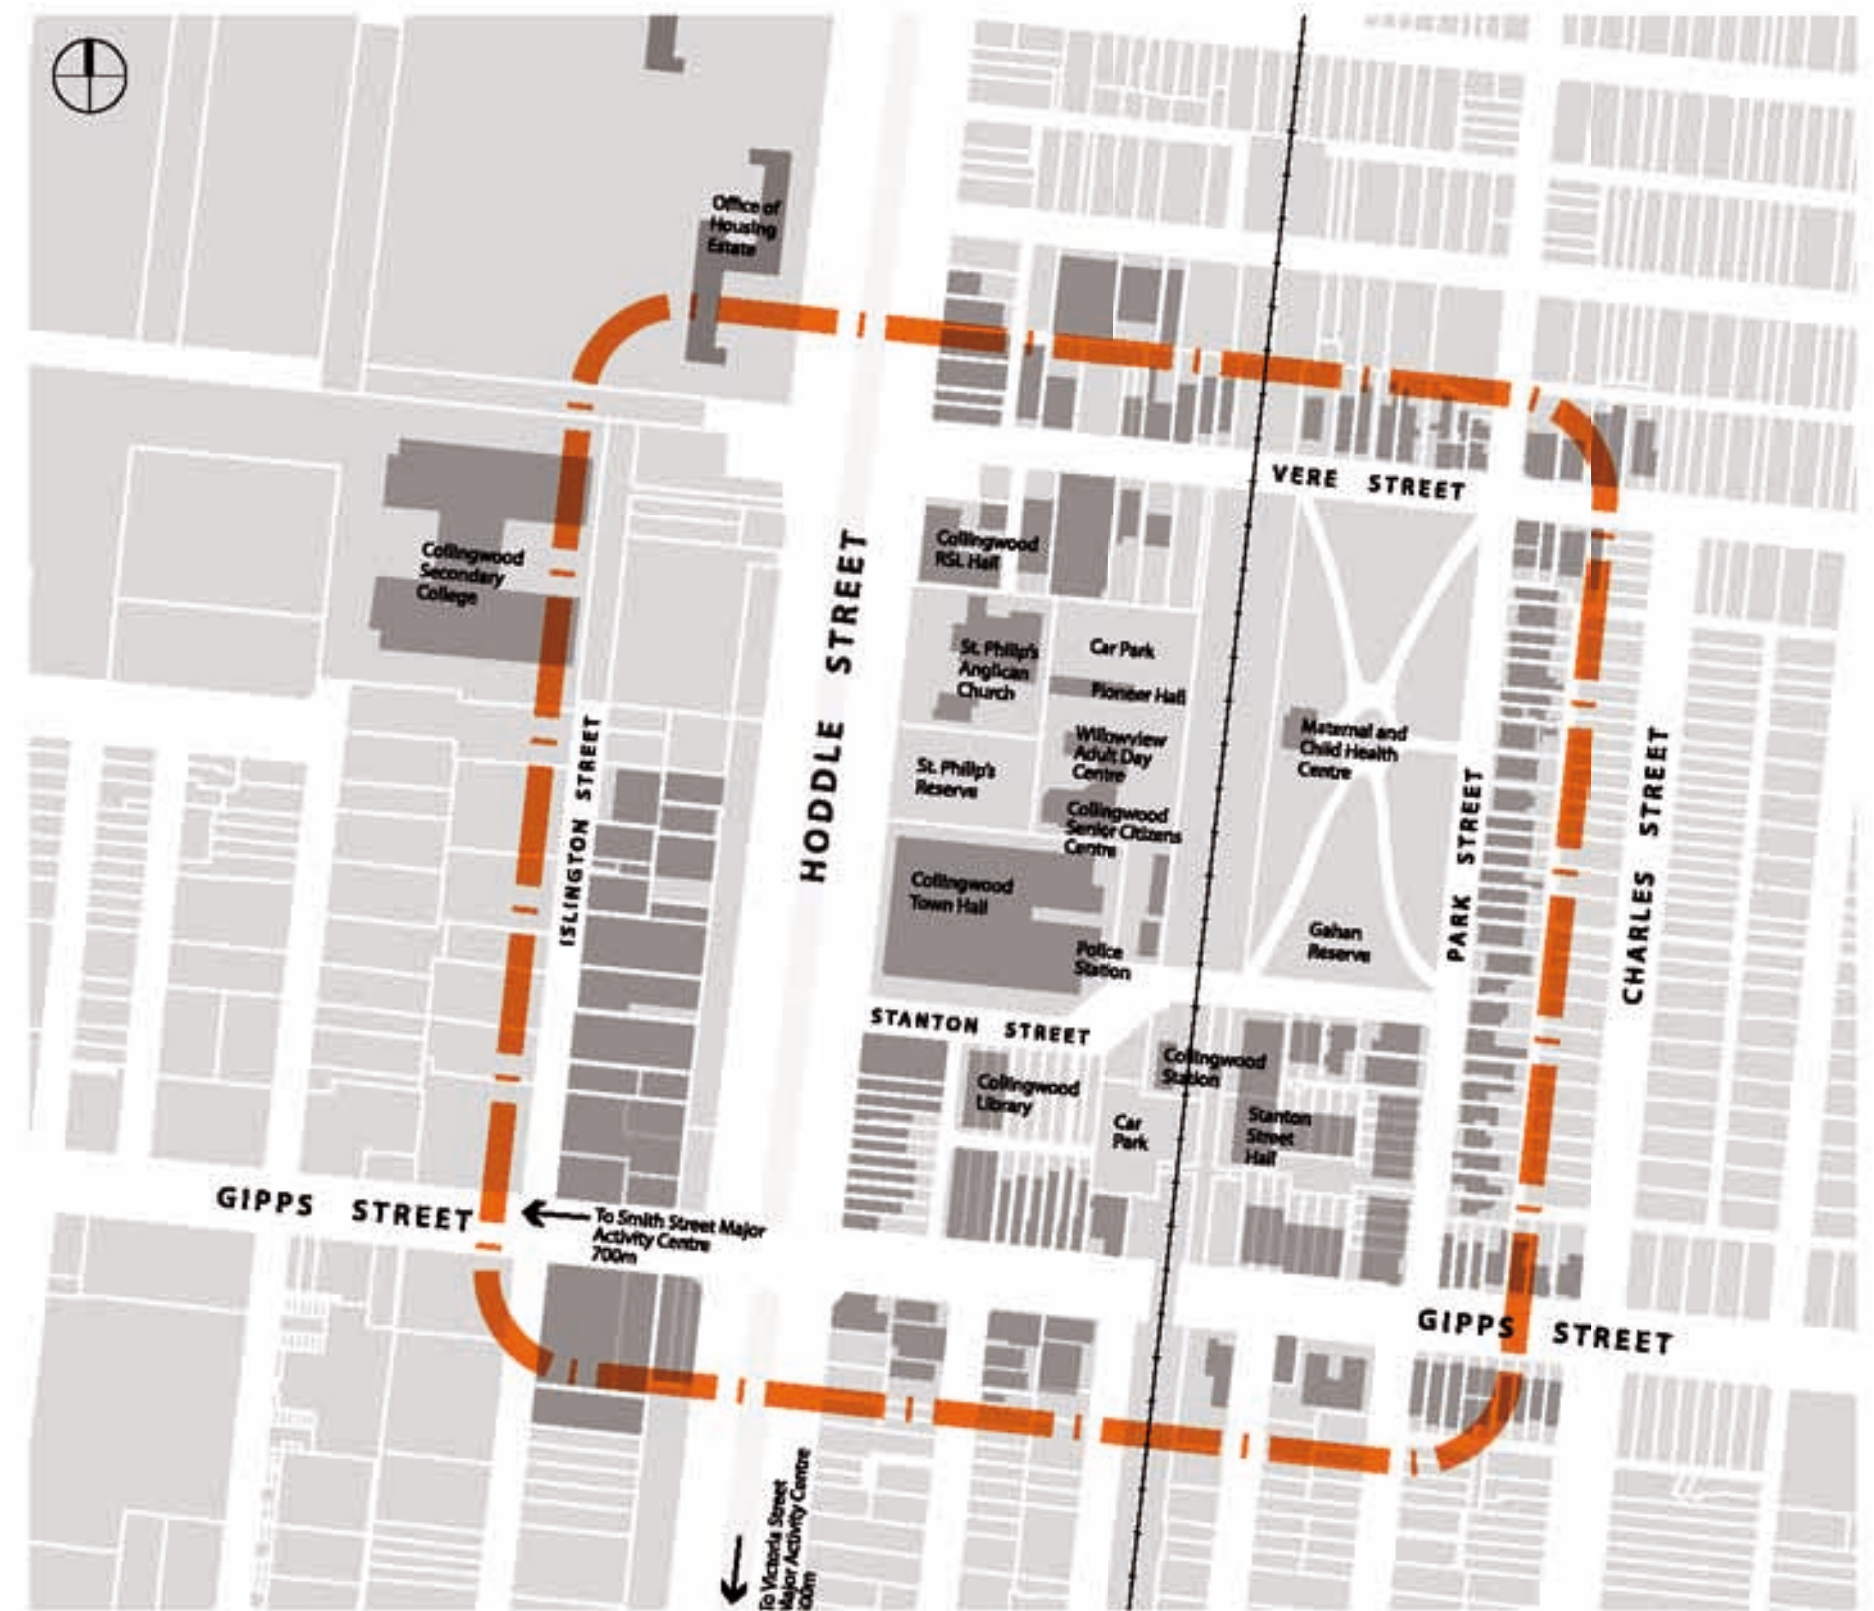 Office of
Housing
Estate
VERE STREET
Collingwood
RSL Hall
Collingwood
Secondary
College
HODDLE STREET
St. Philip's
Anglican
Church
Car Park
Pioneer Hall
Willowview
Adult Day
Centre
Maternal and
Child Health
Centre
St. Philip's
Reserve
Collingwood
Senior Citizens
Centre
ISLINGTON STREET
PARK STREET
CHARLES STREET
Collingwood
Town Hall
Police
Station
Gahan
Reserve
STANTON STREET
Collingwood
Station
Collingwood
Library
Car
Park
Stanton
Street
Hall
GIPPS STREET
To Smith Street Major
Activity Centre
700m
GIPPS STREET
To Victoria Street
Major Activity Centre